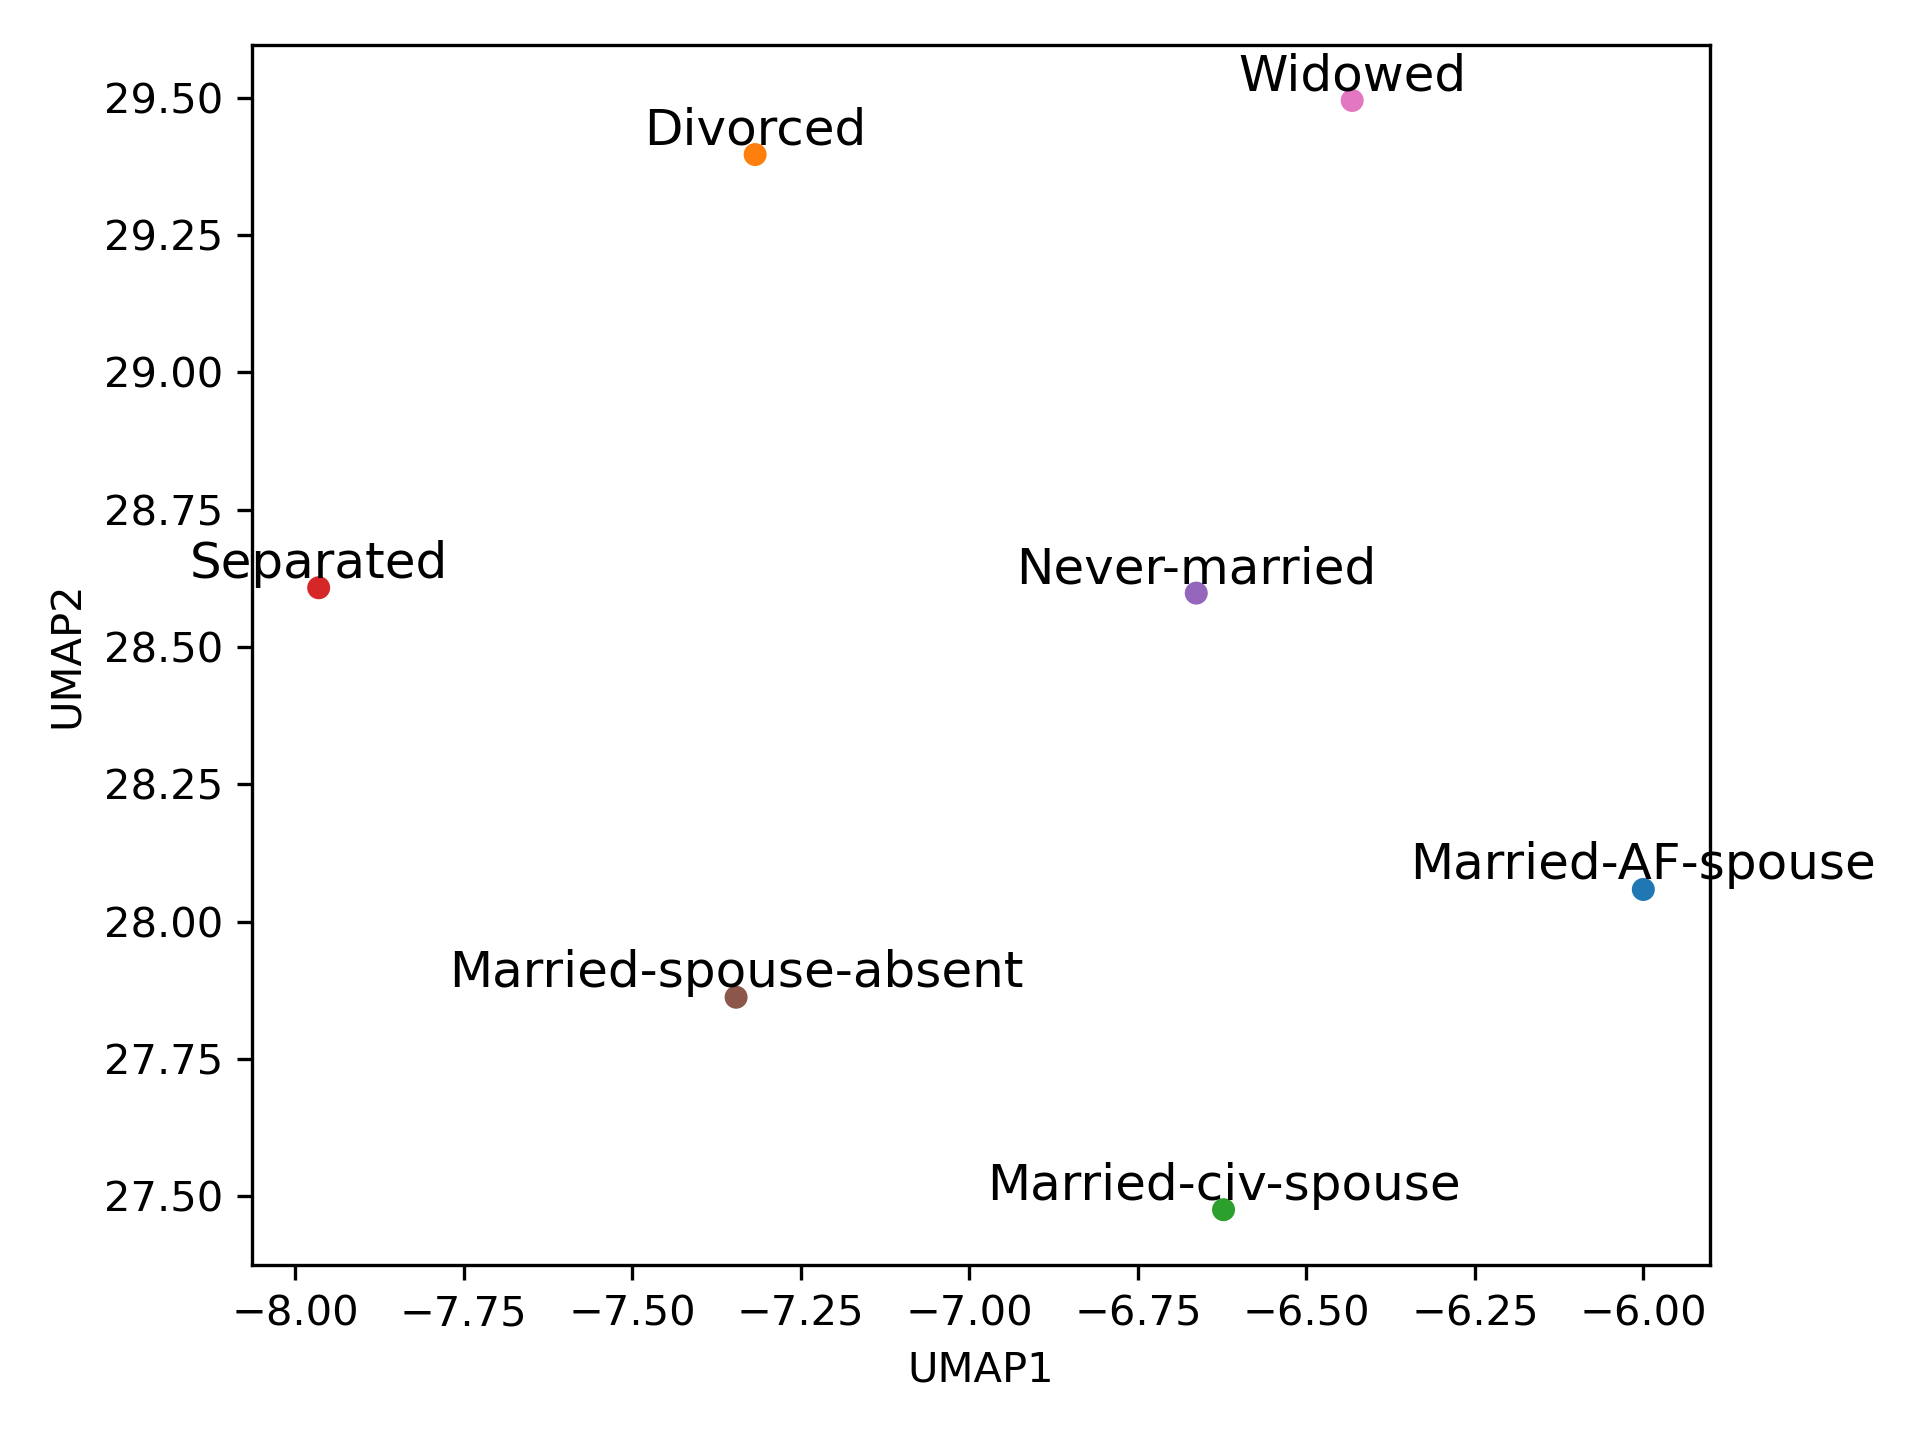 Widowed
29.50
Divorced
29.25
29.00
28.75
Separated
Never-married
28.50
UMAP2
28.25
Married-AF-spouse
28.00
Married-spouse-absent
27.75
Married-civ-spouse
27.50
−8.00 −7.75 −7.50 −7.25 −7.00 −6.75 −6.50 −6.25 −6.00
UMAP1